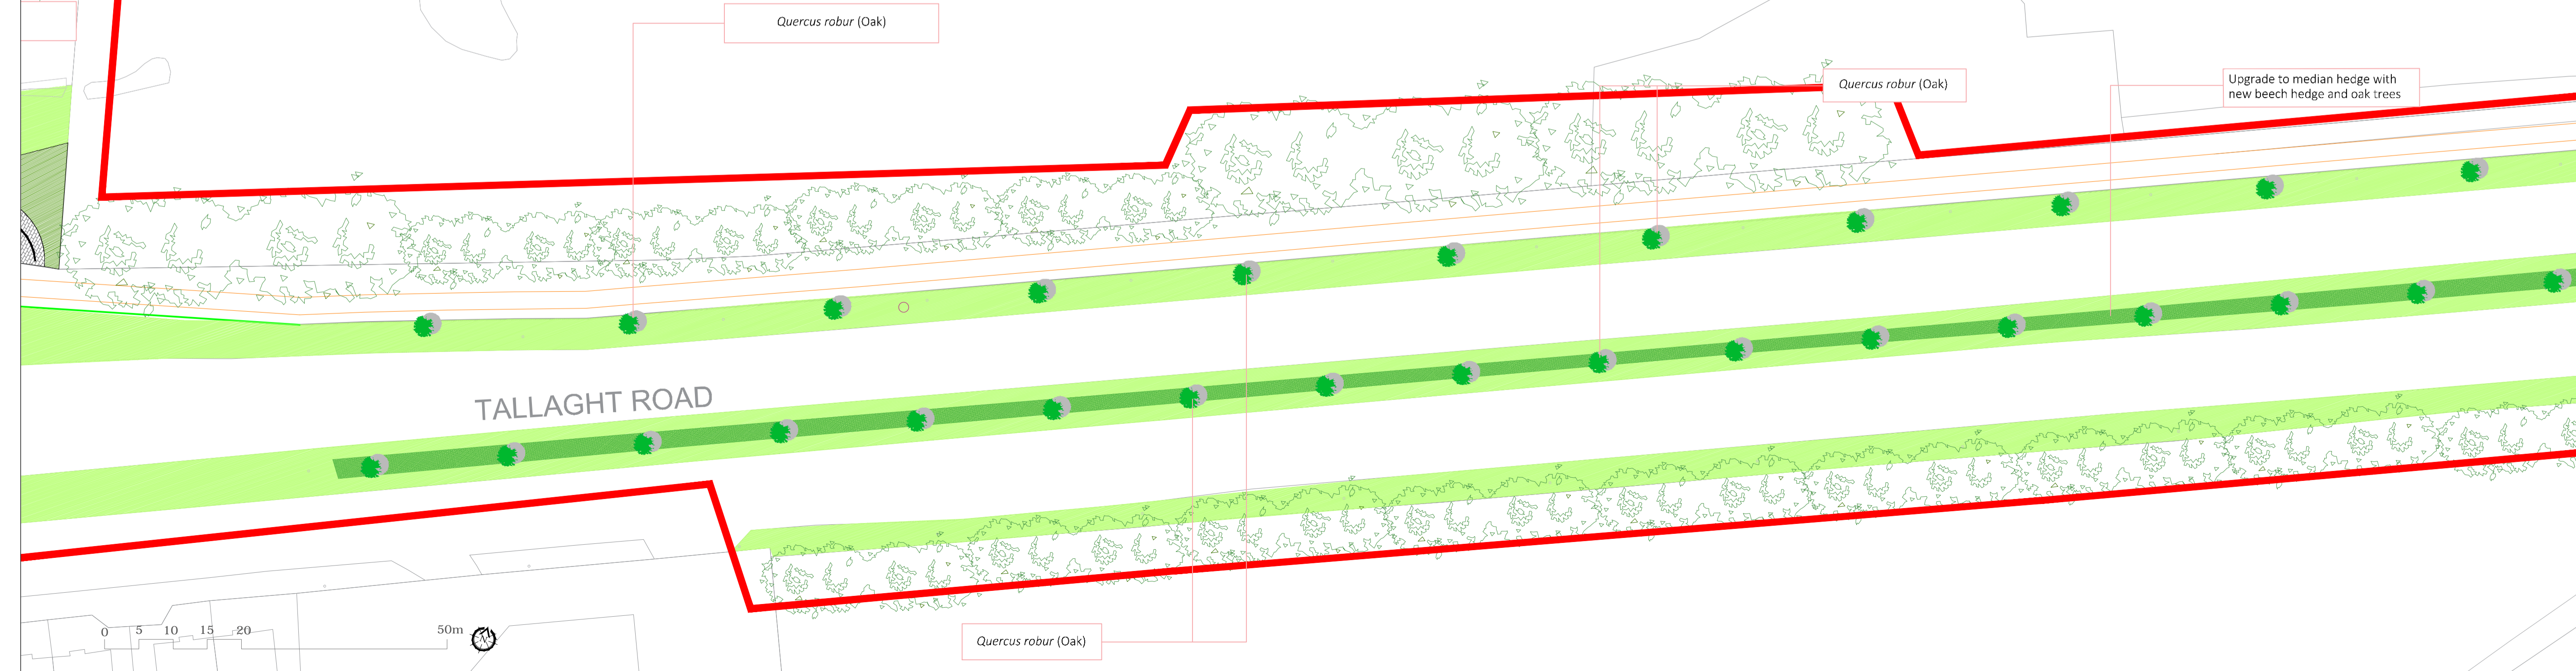 Quercus robur (Oak)
Quercus robur (Oak)
Upgrade to median hedge with
new beech hedge and oak trees
TALLAGHT ROAD
0 5 10 15 20 50m
N
Quercus robur (Oak)